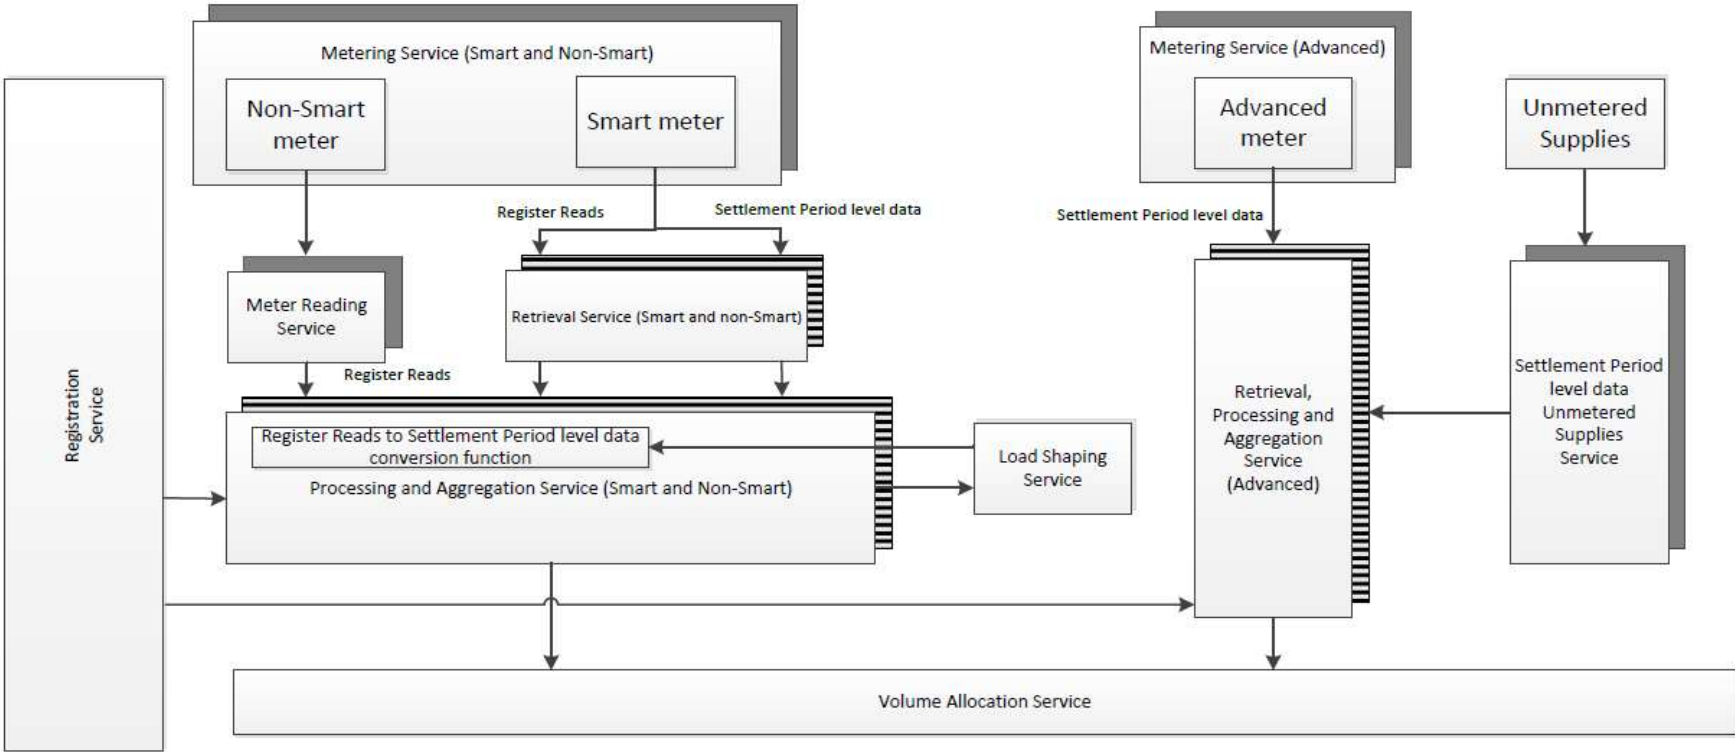 Metering Service (Smart and Non-Smart)
Metering Service (Advanced)
Non-Smart
meter
Smart meter
Advanced
meter
Unmetered
Supplies
Register Reads
Settlement Period level data
Settlement Period level data
Meter Reading
Service
Retrieval Service (Smart and non-Smart)
Register Reads
Registration
Service
Register Reads to Settlement Period level data
conversion function
Processing and Aggregation Service (Smart and Non-Smart)
Load Shaping
Service
Retrieval,
Processing and
Aggregation
Service
(Advanced)
Settlement Period
level data
Unmetered
Supplies
Service
Volume Allocation Service